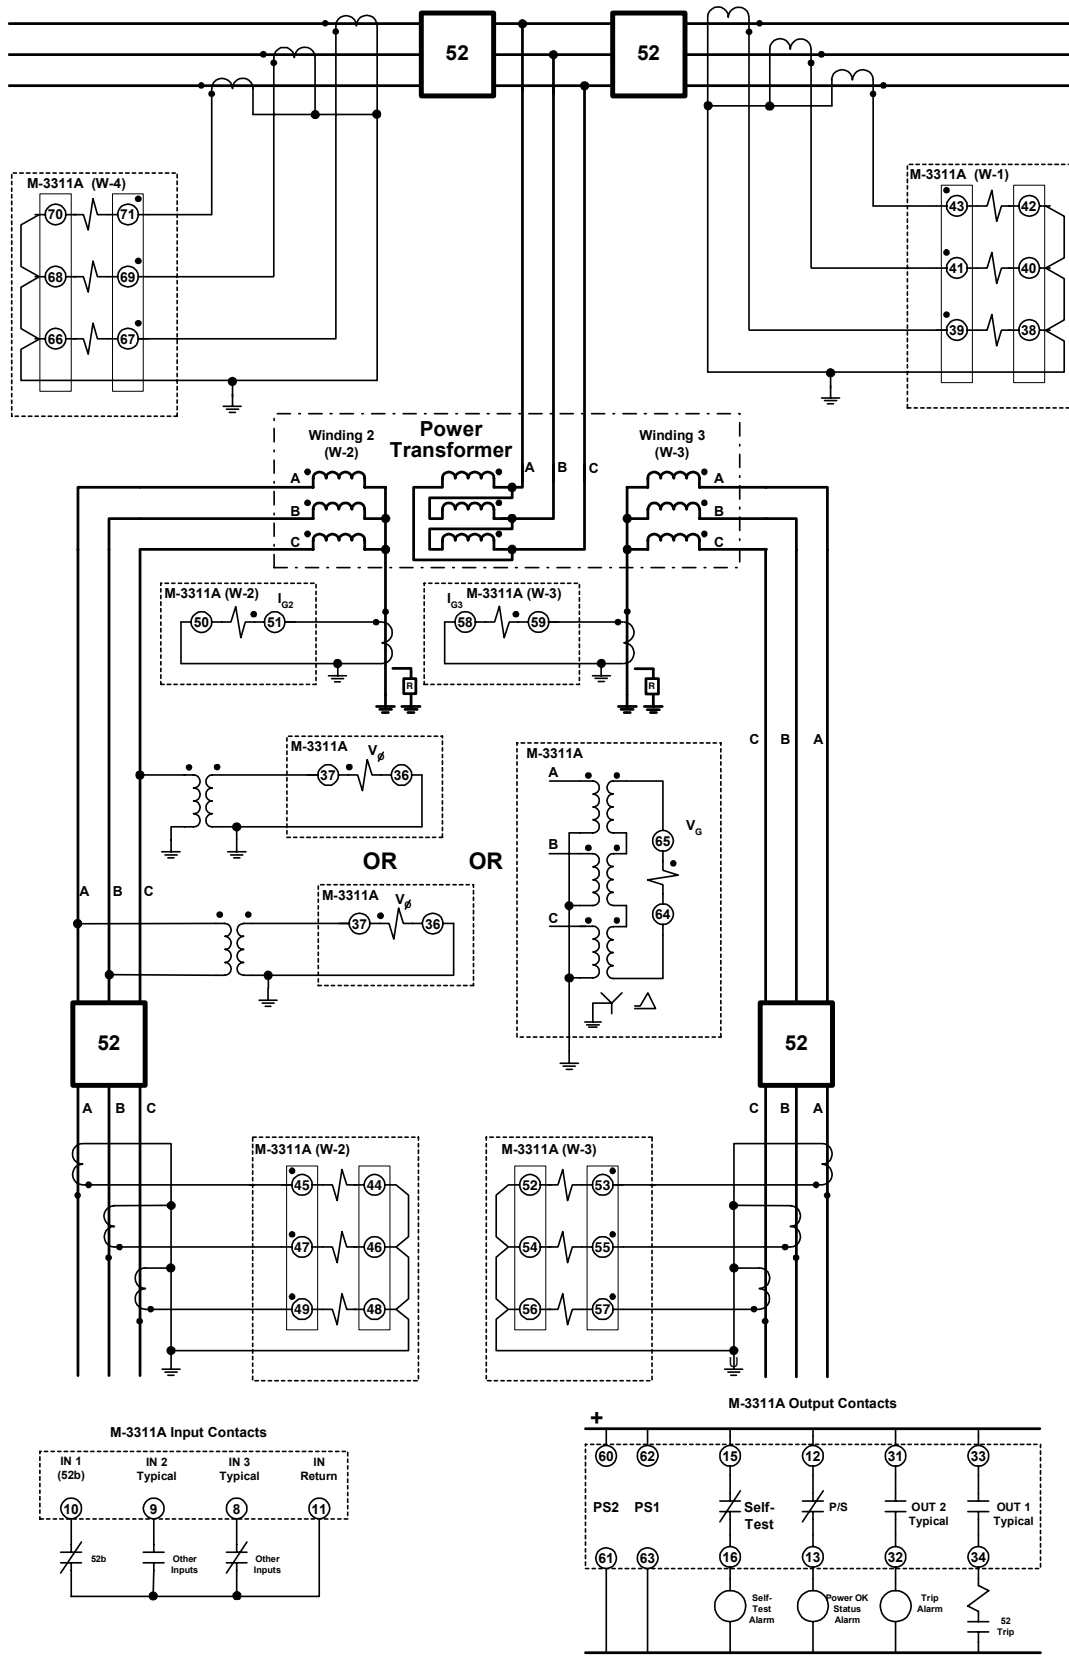 52
52
M-3311A (W-4)
70
71
68
69
66
67
M-3311A (W-1)
43
42
41
40
39
38
Winding 2
(W-2)
Power
Transformer
Winding 3
(W-3)
A
B
C
A
B
C
A
B
C
M-3311A (W-2)
IG2
50
51
IG3
M-3311A (W-3)
58
59
R
R
C
B
A
M-3311A
Vø
37
36
OR
OR
M-3311A
Vø
37
36
M-3311A
A
B
C
65
VG
64
A
B
C
52
52
A
B
C
C
B
A
M-3311A (W-2)
45
44
47
46
49
48
M-3311A (W-3)
52
53
54
55
56
57
U
M-3311A Input Contacts
IN 1
(52b)
IN 2
Typical
IN 3
Typical
IN
Return
10
9
8
11
52b
Other
Inputs
Other
Inputs
M-3311A Output Contacts
+
60
62
15
12
31
33
PS2
PS1
Self-
Test
P/S
OUT 2
Typical
OUT 1
Typical
61
63
16
13
32
34
Self-
Test
Alarm
Power OK
Status
Alarm
Trip
Alarm
52
Trip